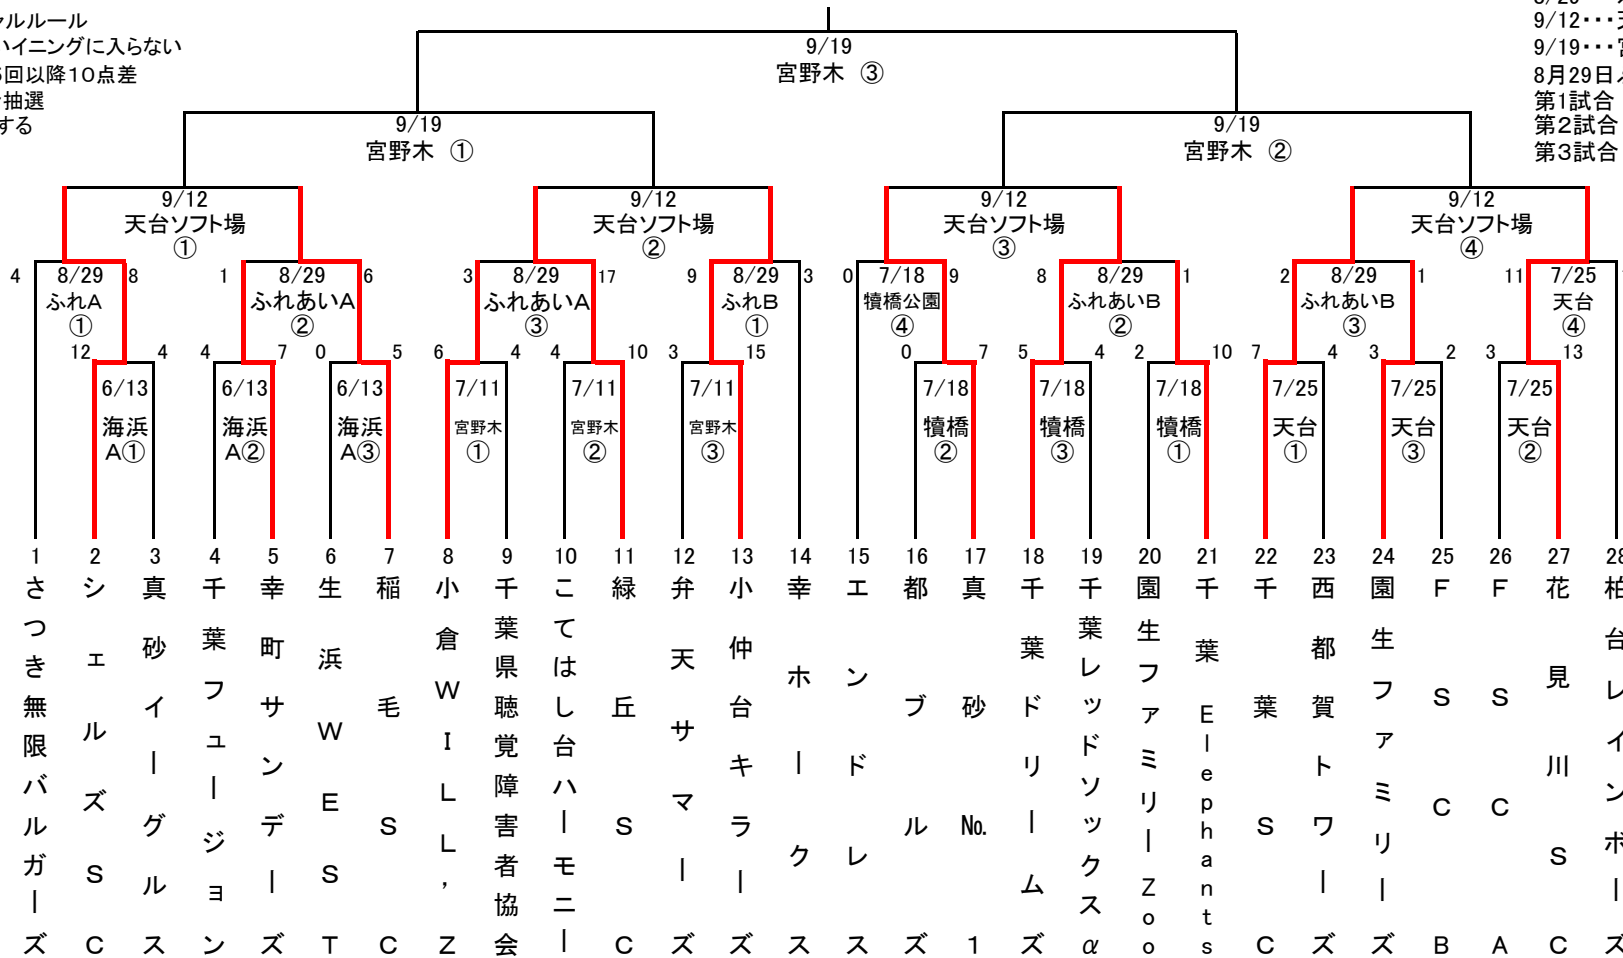 ャルルール
ハイニングに入らない
5回以降10点差
抽選
する
9/12･･･
9/19･･･
8月29日
第1試合
第2試合
第3試合
9/19
宮野木 ③
9/19
宮野木 ①
9/19
宮野木 ②
9/12
天台ソフト場
①
9/12
天台ソフト場
②
9/12
天台ソフト場
③
9/12
天台ソフト場
④
4 8/29 8
ふれA
①
1 8/29 6
ふれあいA
②
3 8/29 17
ふれあいA
③
9 8/29 3
ふれB
①
0 7/18 9
犢橋公園
④
8 8/29 1
ふれあいB
②
2 8/29 1
ふれあいB
③
11 7/25
天台
④
12 4
6/13
海浜
A①
4 7
6/13
海浜
A②
0 5
6/13
海浜
A③
6 4
7/11
宮野木
①
4 10
7/11
宮野木
②
3 15
7/11
宮野木
③
0 7
7/18
犢橋
②
5 4
7/18
犢橋
③
2 10
7/18
犢橋
①
7 4
7/25
天台
①
3 2
7/25
天台
③
3 13
7/25
天台
②
1 さつき無限バルガーズ
2 シェルズSC
3 真砂イーグルス
4 千葉フュージョン
5 幸町サンデーズ
6 生浜WEST
7 稲毛SC
8 小倉WILL'Z
9 千葉県聴覚障害者協会
10 こてはし台ハーモニー
11 緑丘SC
12 弁天サマーズ
13 小仲台キラーズ
14 幸ホークス
15 エンドレス
16 都ブルズ
17 真砂№1
18 千葉ドリームズ
19 千葉レッドソックスα
20 園生ファミリーZoo
21 千葉Elephants
22 千葉SC
23 西都賀トワーズ
24 園生ファミリーズ
25 FSCB
26 FSCA
27 花見川SC
28 柏台レインボーズ